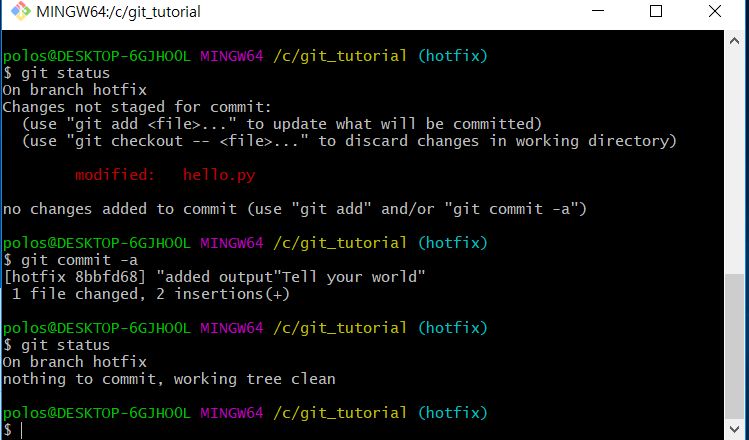 MINGW64:/c/git_tutorial
polos@DESKTOP-6GJHO0L MINGW64 /c/git_tutorial (hotfix)
$ git status
On branch hotfix
Changes not staged for commit:
  (use "git add <file>..." to update what will be committed)
  (use "git checkout -- <file>..." to discard changes in working directory)
        modified:   hello.py
no changes added to commit (use "git add" and/or "git commit -a")
polos@DESKTOP-6GJHO0L MINGW64 /c/git_tutorial (hotfix)
$ git commit -a
[hotfix 8bbfd68] "added output"Tell your world"
 1 file changed, 2 insertions(+)
polos@DESKTOP-6GJHO0L MINGW64 /c/git_tutorial (hotfix)
$ git status
On branch hotfix
nothing to commit, working tree clean
polos@DESKTOP-6GJHO0L MINGW64 /c/git_tutorial (hotfix)
$